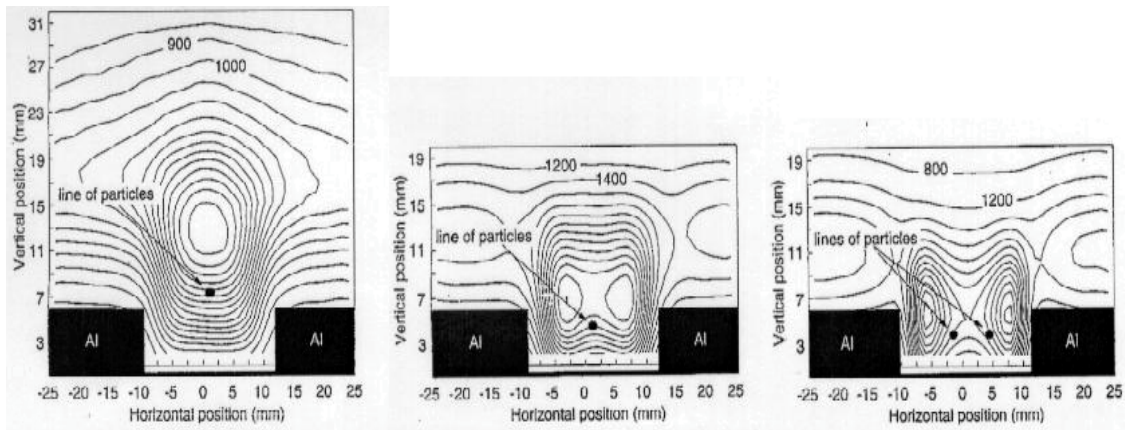 31
27
23
19
15
11
7
3
Vertical position (mm)
900
1000
line of particles
Al Al
-25 -20 -15 -10 -5 0 5 10 15 20 25
Horizontal position (mm)
19
15
11
7
3
Vertical position (mm)
1200
1400
line of particles
Al Al
-25 -20 -15 -10 -5 0 5 10 15 20 25
Horizontal position (mm)
19
15
11
7
3
Vertical position (mm)
800
1200
lines of particles
Al Al
-25 -20 -15 -10 -5 0 5 10 15 20 25
Horizontal position (mm)